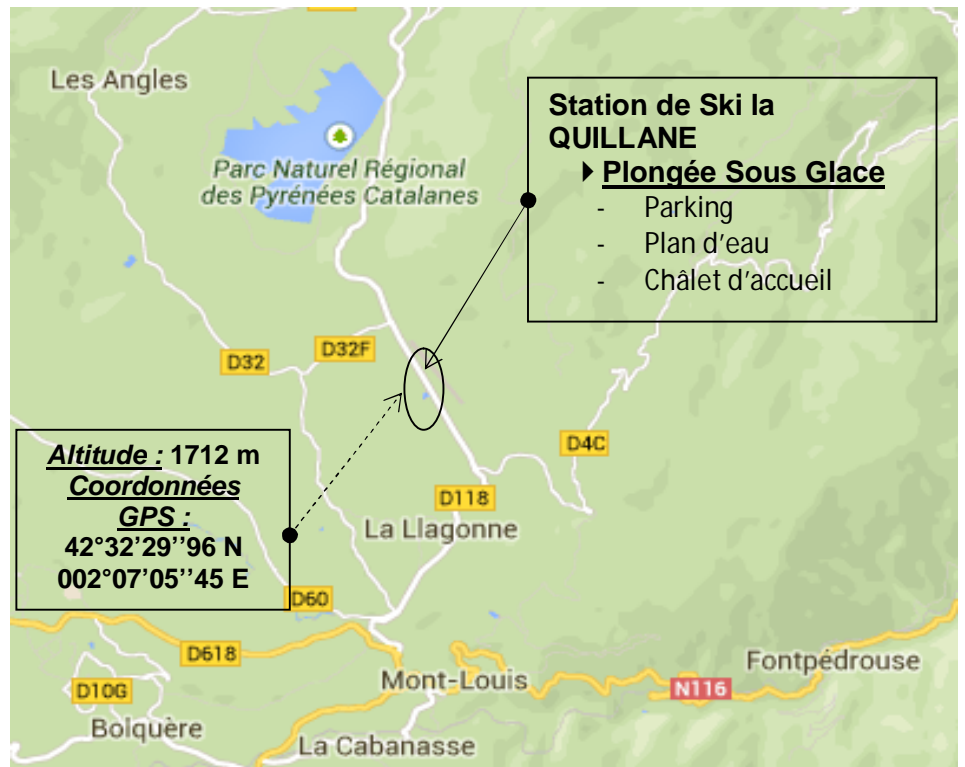 Les Angles
Parc Naturel Régional
des Pyrénées Catalanes
Station de Ski la
QUILLANE
Plongée Sous Glace
- Parking
- Plan d'eau
- Châlet d'accueil
D32
D32F
D4C
Altitude : 1712 m
Coordonnées
GPS :
42°32'29''96 N
002°07'05''45 E
D118
La Llagonne
D60
D618
D10G
Bolquère
Mont-Louis
La Cabanasse
N116
Fontpédrouse